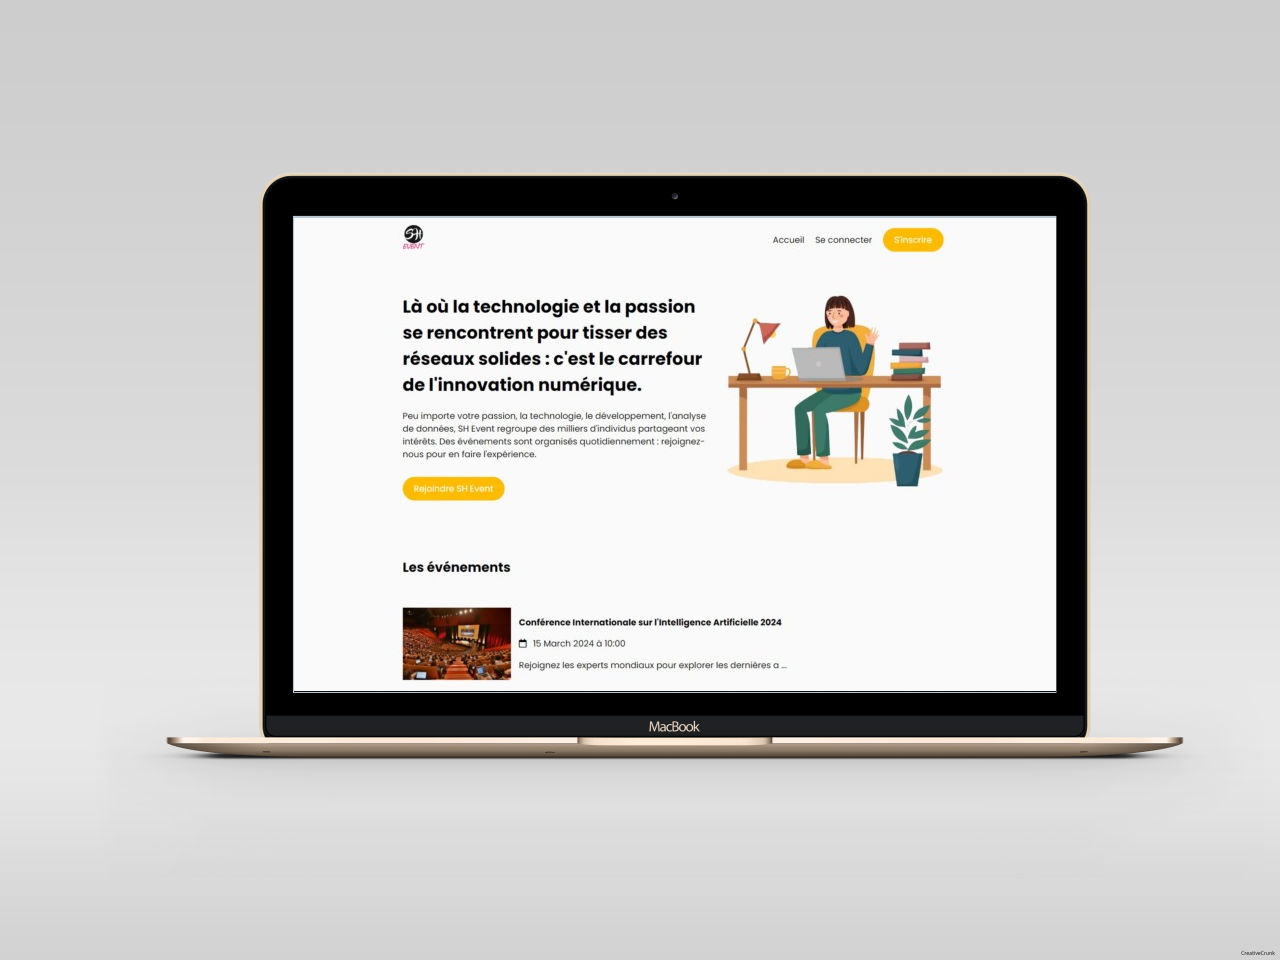 SH
EVENT
Accueil
Se connecter
S'inscrire
Là où la technologie et la passion
se rencontrent pour tisser des
réseaux solides : c'est le carrefour
de l'innovation numérique.
Peu importe votre passion, la technologie, le développement, l'analyse
de données, SH Event regroupe des milliers d'individus partageant vos
intérêts. Des événements sont organisés quotidiennement : rejoignez-
nous pour en faire l'expérience.
Rejoindre SH Event
Les événements
Conférence Internationale sur l'Intelligence Artificielle 2024
15 March 2024 à 10:00
Rejoignez les experts mondiaux pour explorer les dernières a ...
MacBook
CreativeCrunk